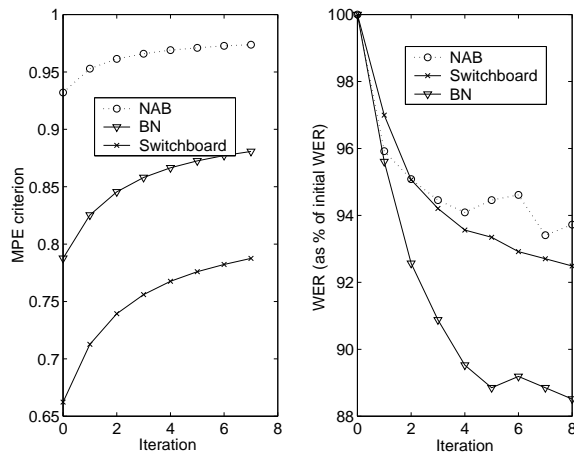 1
0.95
0.9
0.85
0.8
0.75
0.7
0.65
0 2 4 6 8
Iteration
MPE criterion
NAB
BN
Switchboard
100
98
96
94
92
90
88
0 2 4 6 8
Iteration
WER (as % of initial WER)
NAB
Switchboard
BN